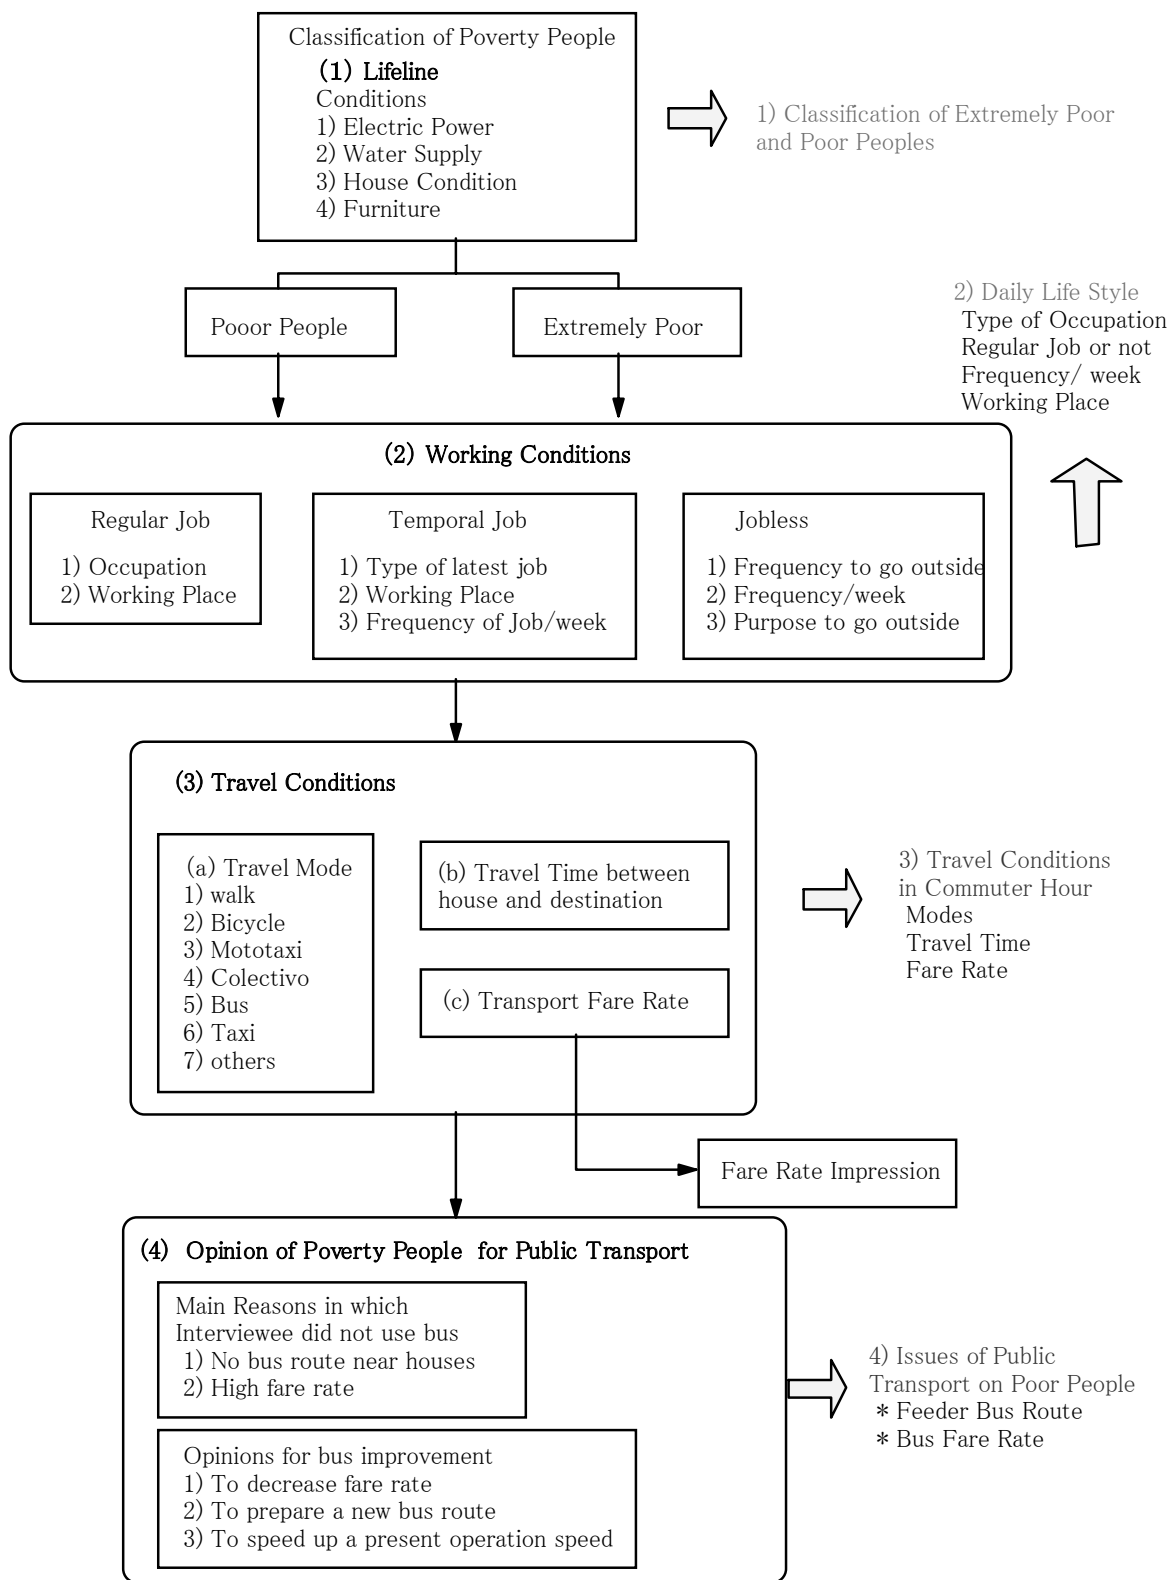 Classification of Poverty People
(1) Lifeline
Conditions
1) Electric Power
2) Water Supply
3) House Condition
4) Furniture
1) Classification of Extremely Poor
and Poor Peoples
Pooor People
Extremely Poor
2) Daily Life Style
Type of Occupation
Regular Job or not
Frequency/ week
Working Place
(2) Working Conditions
Regular Job
1) Occupation
2) Working Place
Temporal Job
1) Type of latest job
2) Working Place
3) Frequency of Job/week
Jobless
1) Frequency to go outside
2) Frequency/week
3) Purpose to go outside
(3) Travel Conditions
(a) Travel Mode
1) walk
2) Bicycle
3) Mototaxi
4) Colectivo
5) Bus
6) Taxi
7) others
(b) Travel Time between
house and destination
(c) Transport Fare Rate
3) Travel Conditions
in Commuter Hour
Modes
Travel Time
Fare Rate
Fare Rate Impression
(4) Opinion of Poverty People for Public Transport
Main Reasons in which
Interviewee did not use bus
1) No bus route near houses
2) High fare rate
Opinions for bus improvement
1) To decrease fare rate
2) To prepare a new bus route
3) To speed up a present operation speed
4) Issues of Public
Transport on Poor People
* Feeder Bus Route
* Bus Fare Rate